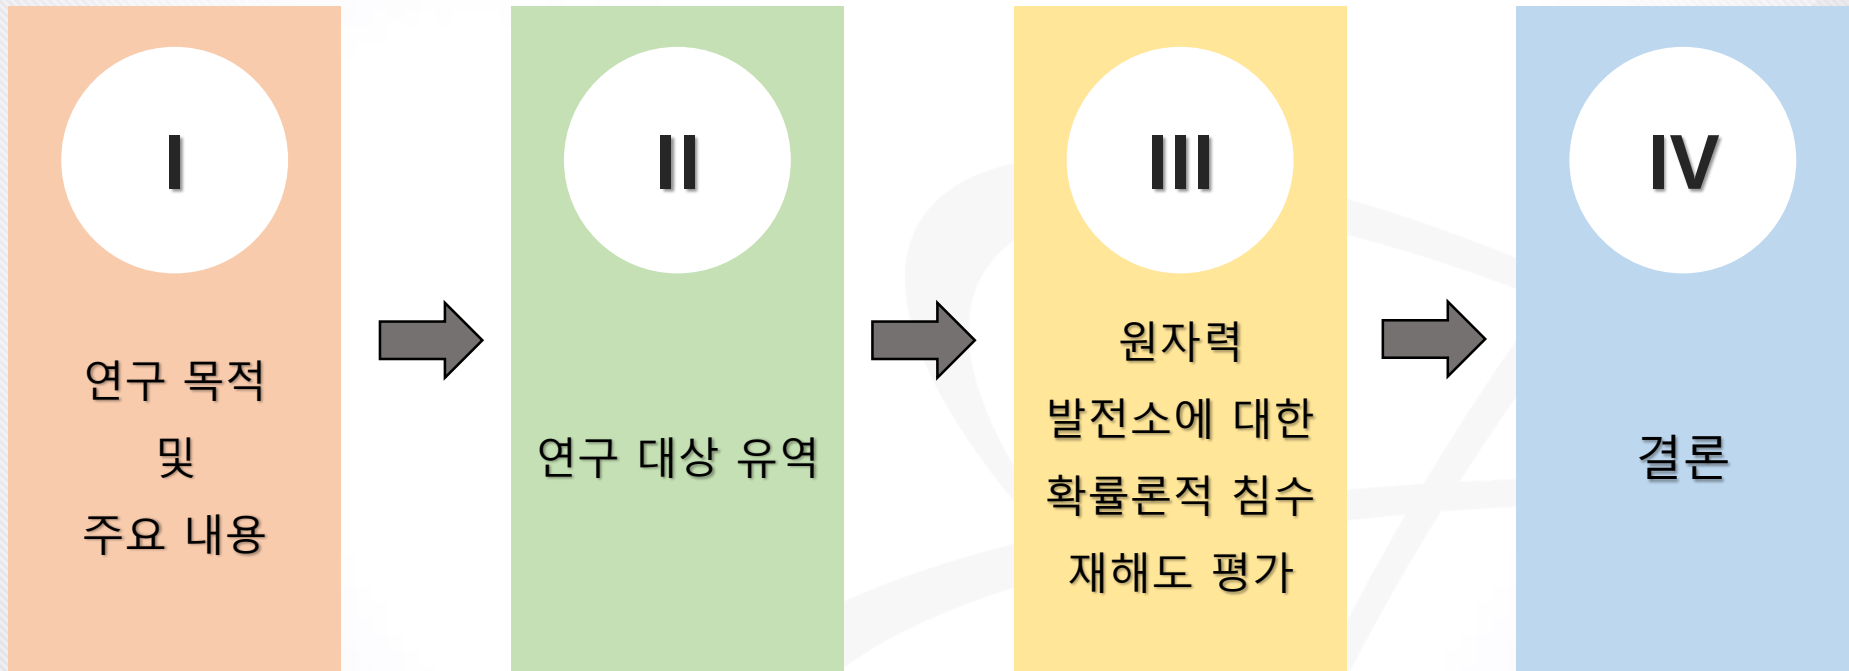 I
연구 목적
및
주요 내용
II
연구 대상 유역
III
원자력
발전소에 대한
확률론적 침수
재해도 평가
IV
결론